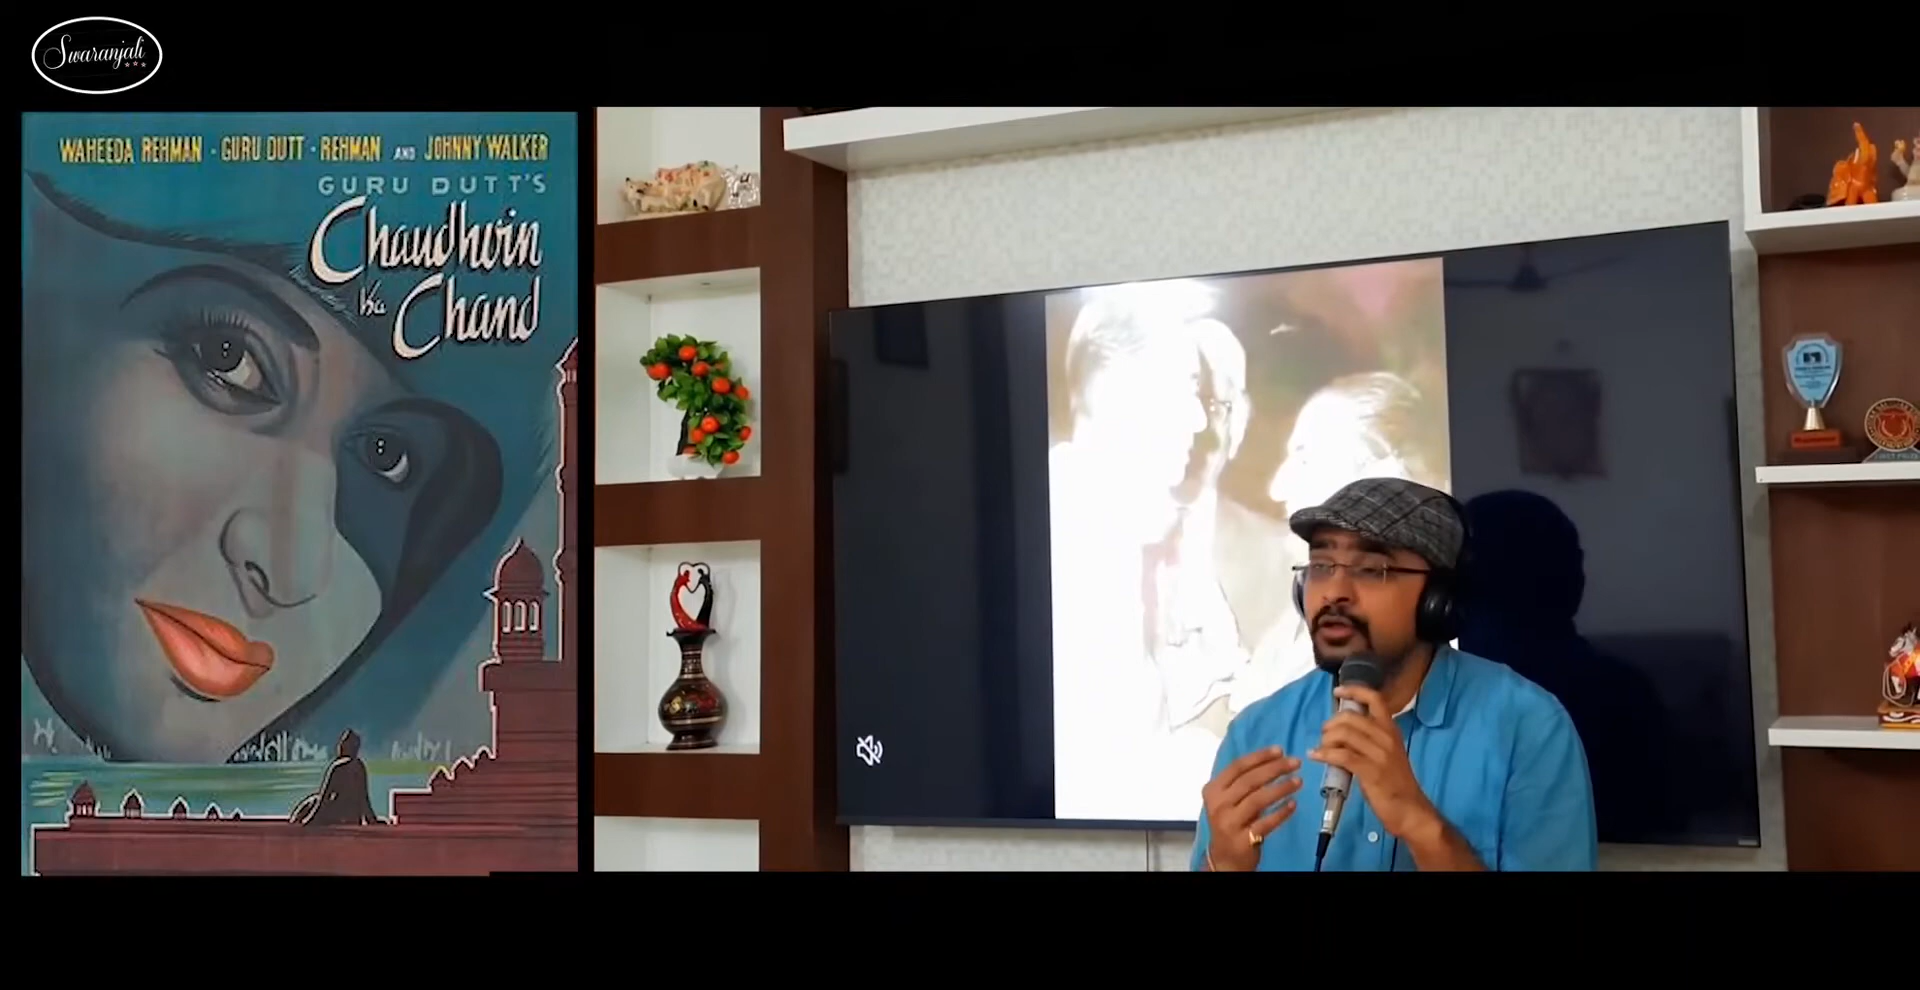 Swaranjali
WAHEEDA REHMAN - GURU DUTT - REHMAN AND JOHNNY WALKER
GURU DUTT'S
Chaudhvin
Ka Chand